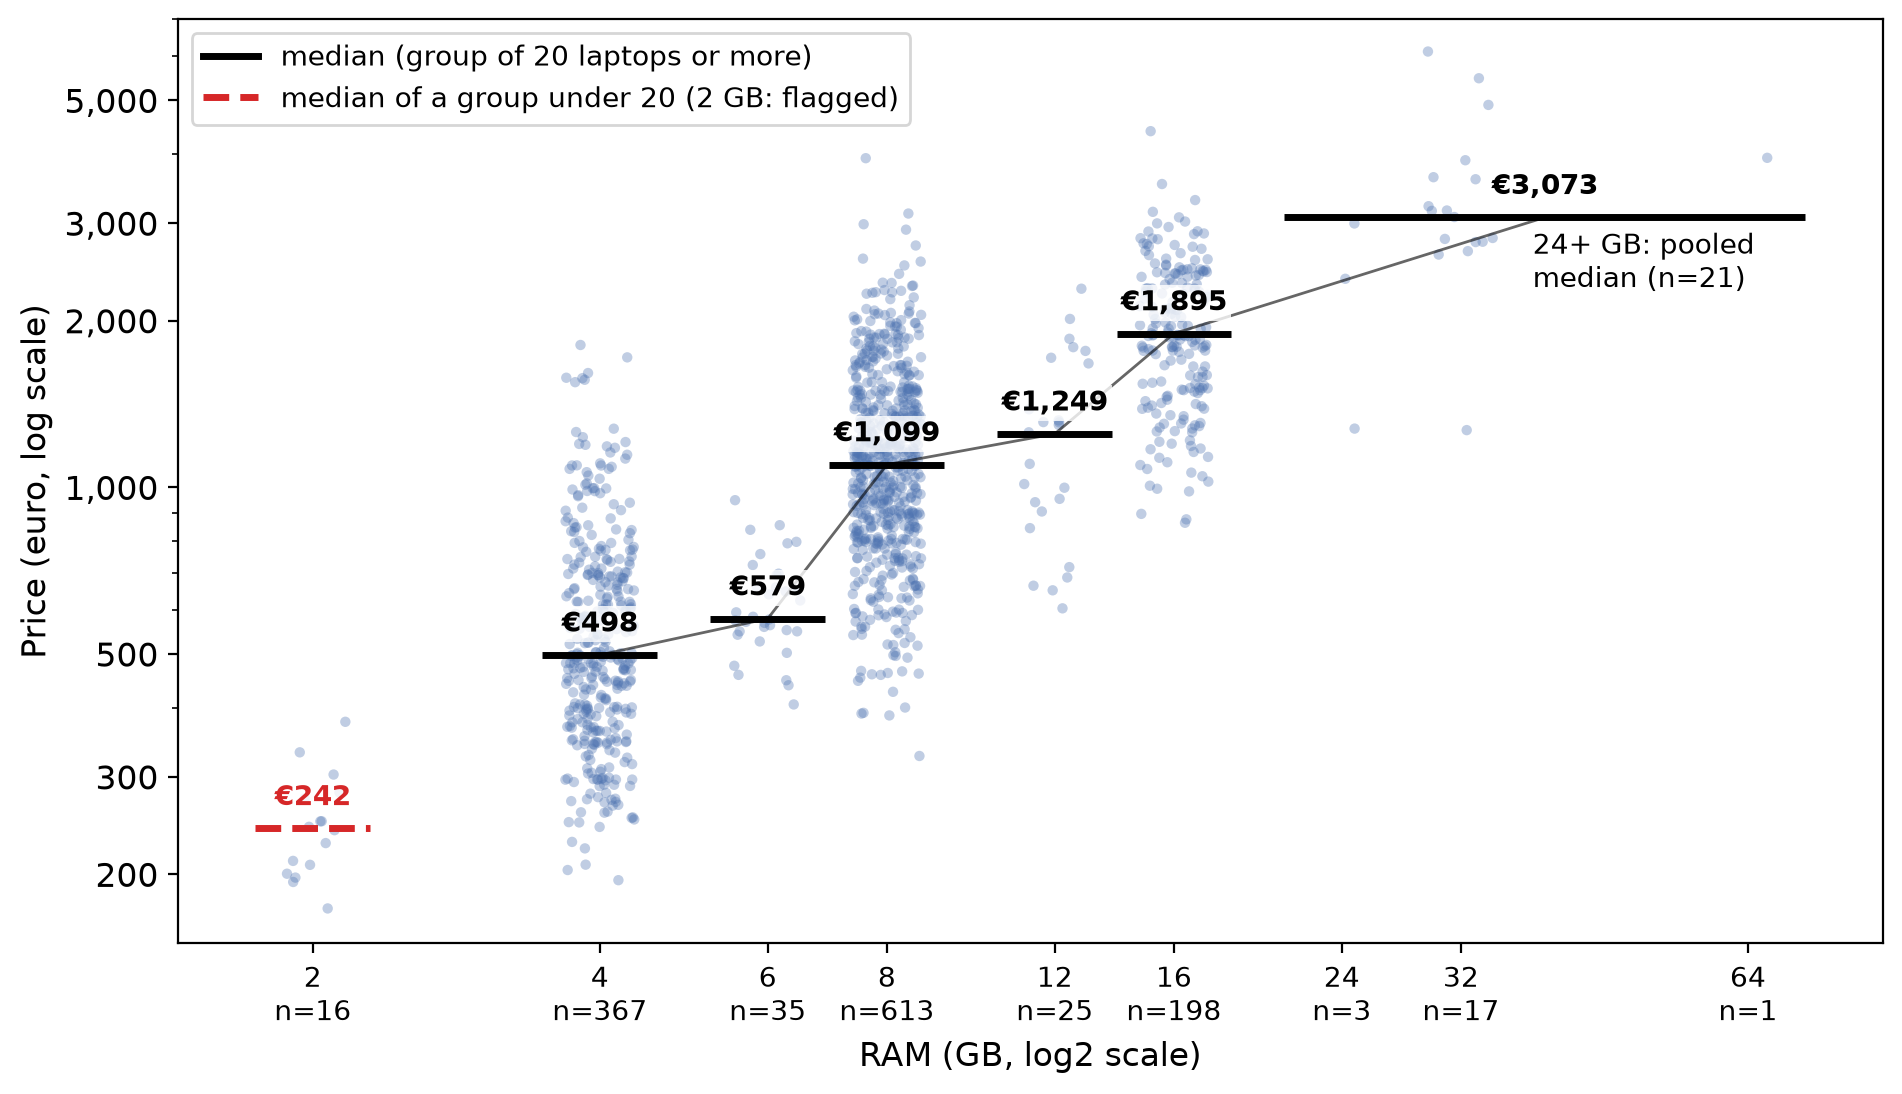 median (group of 20 laptops or more)
median of a group under 20 (2 GB: flagged)
Price (euro, log scale)
5,000
3,000
2,000
1,000
500
300
200
€242
€498
€579
€1,099
€1,249
€1,895
€3,073
24+ GB: pooled
median (n=21)
2 4 6 8 12 16 24 32 64
n=16 n=367 n=35 n=613 n=25 n=198 n=3 n=17 n=1
RAM (GB, log2 scale)